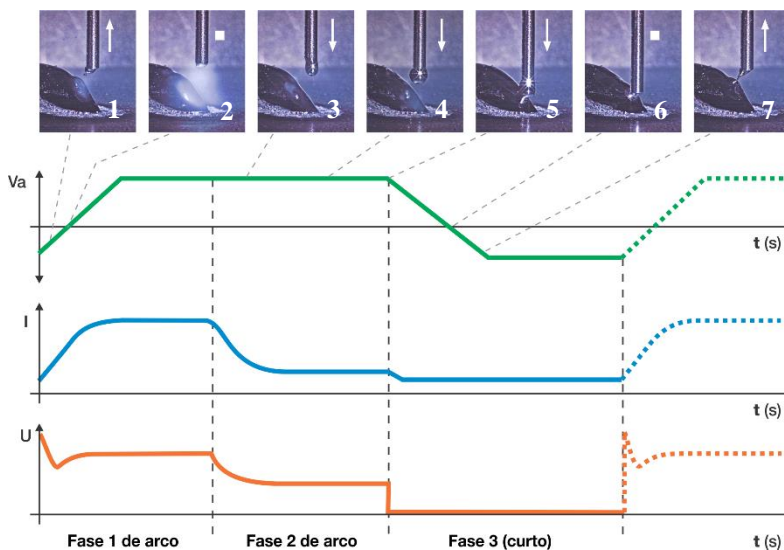 1 2 3 4 5 6 7
Va
t (s)
I
t (s)
U
Fase 1 de arco Fase 2 de arco Fase 3 (curto) t (s)